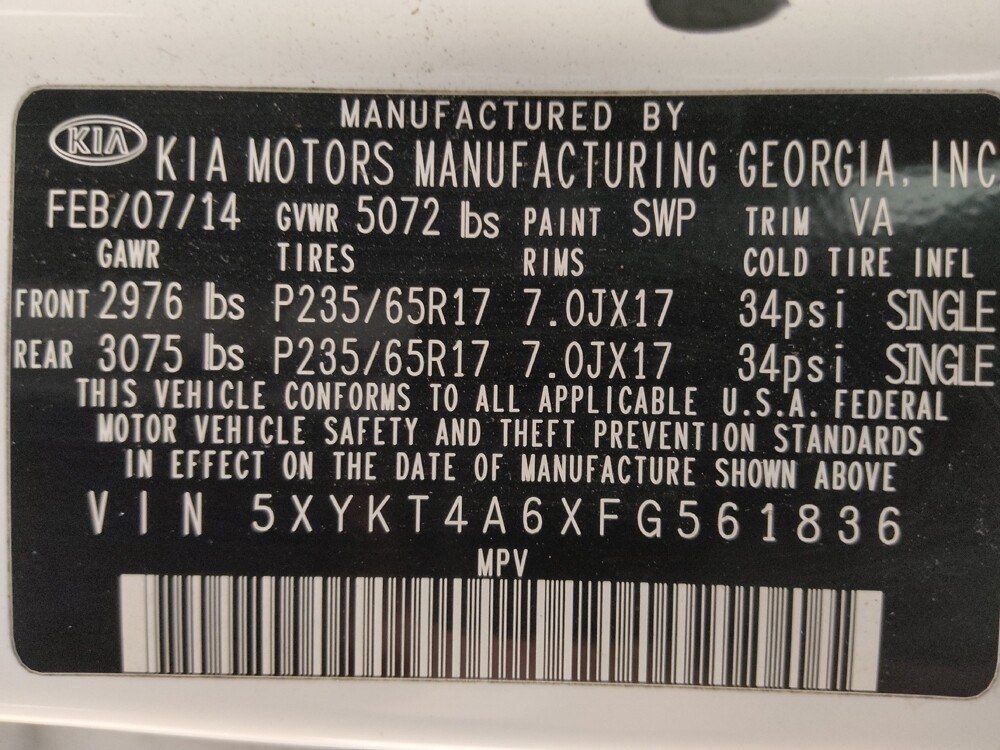 MANUFACTURED BY
KIA
KIA MOTORS MANUFACTURING GEORGIA, INC
FEB/07/14 GVWR 5072 lbs PAINT SWP TRIM VA
GAWR TIRES RIMS COLD TIRE INFL
FRONT 2976 lbs P235/65R17 7.0JX17 34psi SINGLE
REAR 3075 lbs P235/65R17 7.0JX17 34psi SINGLE
THIS VEHICLE CONFORMS TO ALL APPLICABLE U.S.A. FEDERAL
MOTOR VEHICLE SAFETY AND THEFT PREVENTION STANDARDS
IN EFFECT ON THE DATE OF MANUFACTURE SHOWN ABOVE
VIN 5XYKT4A6XFG561836
MPV